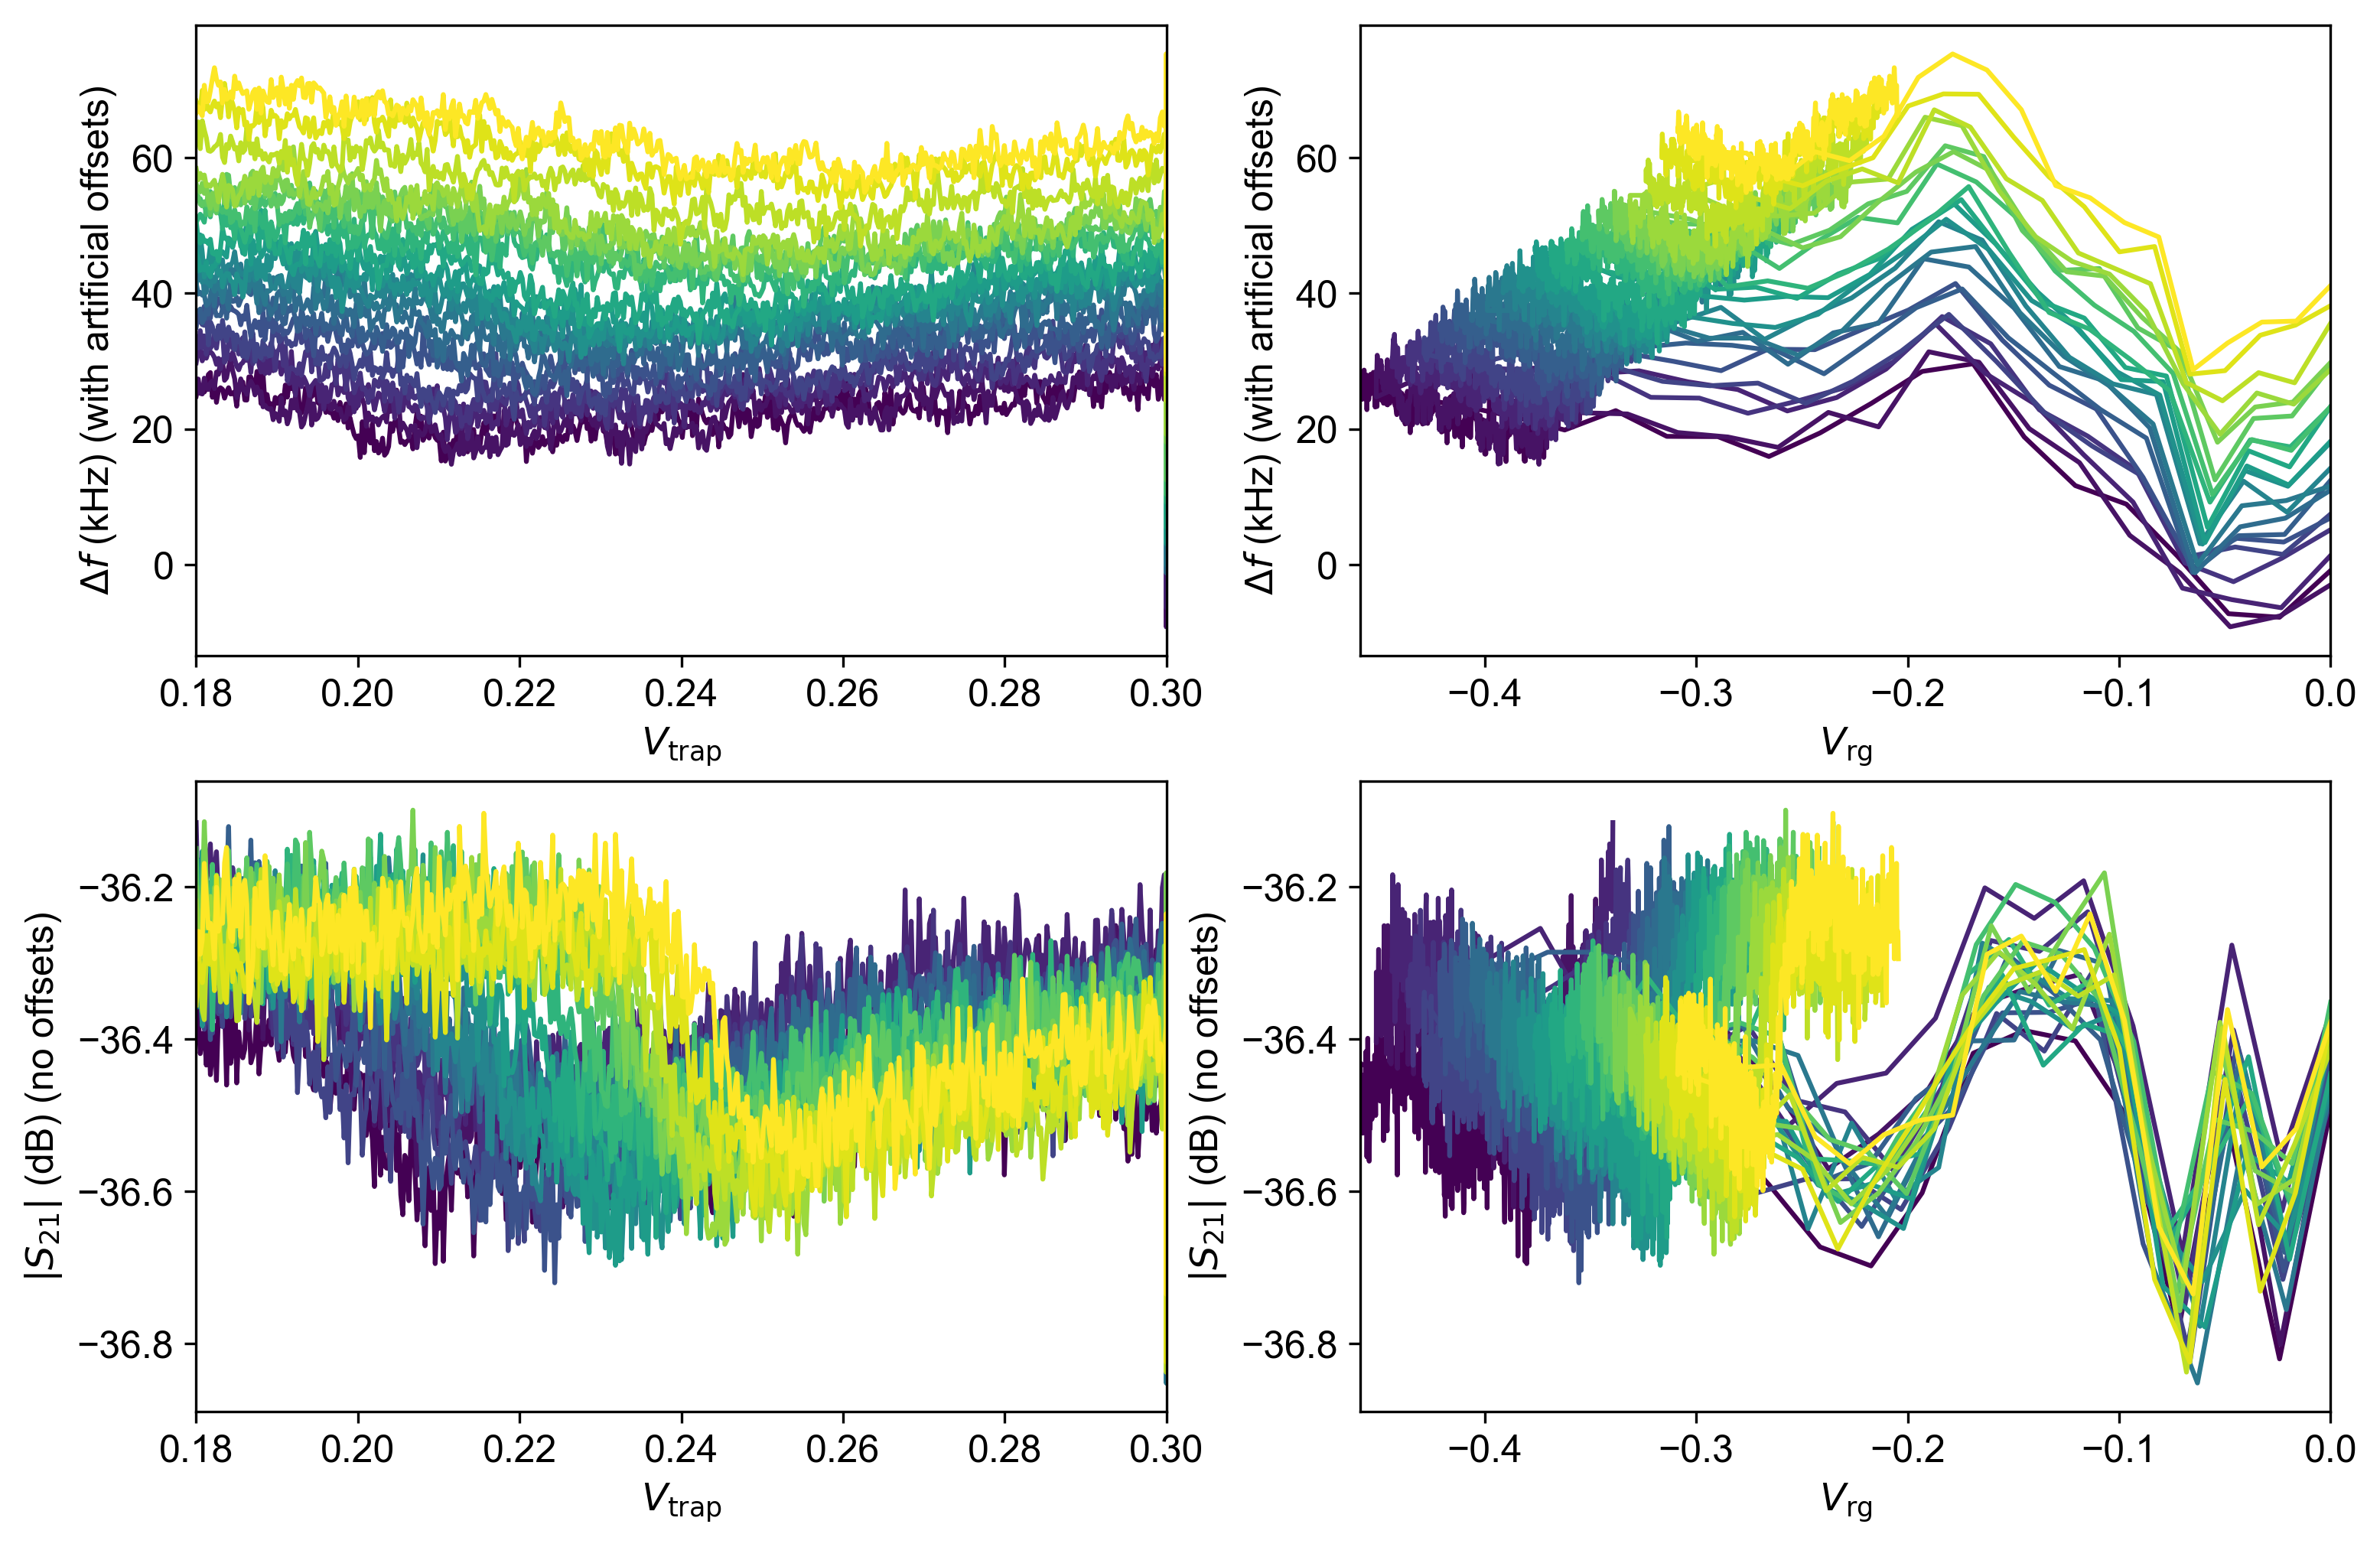 Δf (kHz) (with artificial offsets)
60
40
20
0
0.18 0.20 0.22 0.24 0.26 0.28 0.30
V_trap
Δf (kHz) (with artificial offsets)
60
40
20
0
−0.4 −0.3 −0.2 −0.1 0.0
V_rg
|S_21| (dB) (no offsets)
−36.2
−36.4
−36.6
−36.8
0.18 0.20 0.22 0.24 0.26 0.28 0.30
V_trap
|S_21| (dB) (no offsets)
−36.2
−36.4
−36.6
−36.8
−0.4 −0.3 −0.2 −0.1 0.0
V_rg